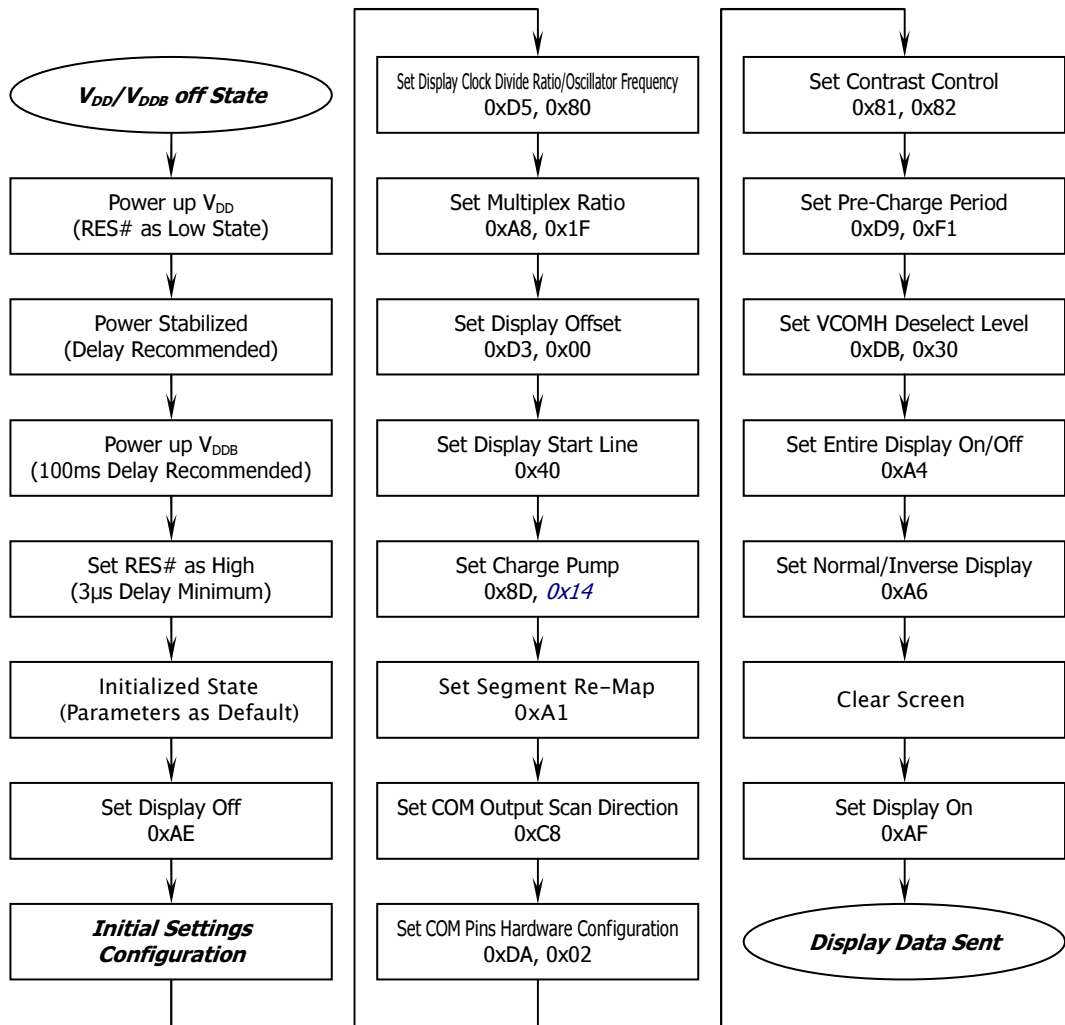 V_DD/V_DDB off State
Power up V_DD
(RES# as Low State)
Power Stabilized
(Delay Recommended)
Power up V_DDB
(100ms Delay Recommended)
Set RES# as High
(3μs Delay Minimum)
Initialized State
(Parameters as Default)
Set Display Off
0xAE
Initial Settings
Configuration
Set Display Clock Divide Ratio/Oscillator Frequency
0xD5, 0x80
Set Multiplex Ratio
0xA8, 0x1F
Set Display Offset
0xD3, 0x00
Set Display Start Line
0x40
Set Charge Pump
0x8D, 0x14
Set Segment Re-Map
0xA1
Set COM Output Scan Direction
0xC8
Set COM Pins Hardware Configuration
0xDA, 0x02
Set Contrast Control
0x81, 0x82
Set Pre-Charge Period
0xD9, 0xF1
Set VCOMH Deselect Level
0xDB, 0x30
Set Entire Display On/Off
0xA4
Set Normal/Inverse Display
0xA6
Clear Screen
Set Display On
0xAF
Display Data Sent